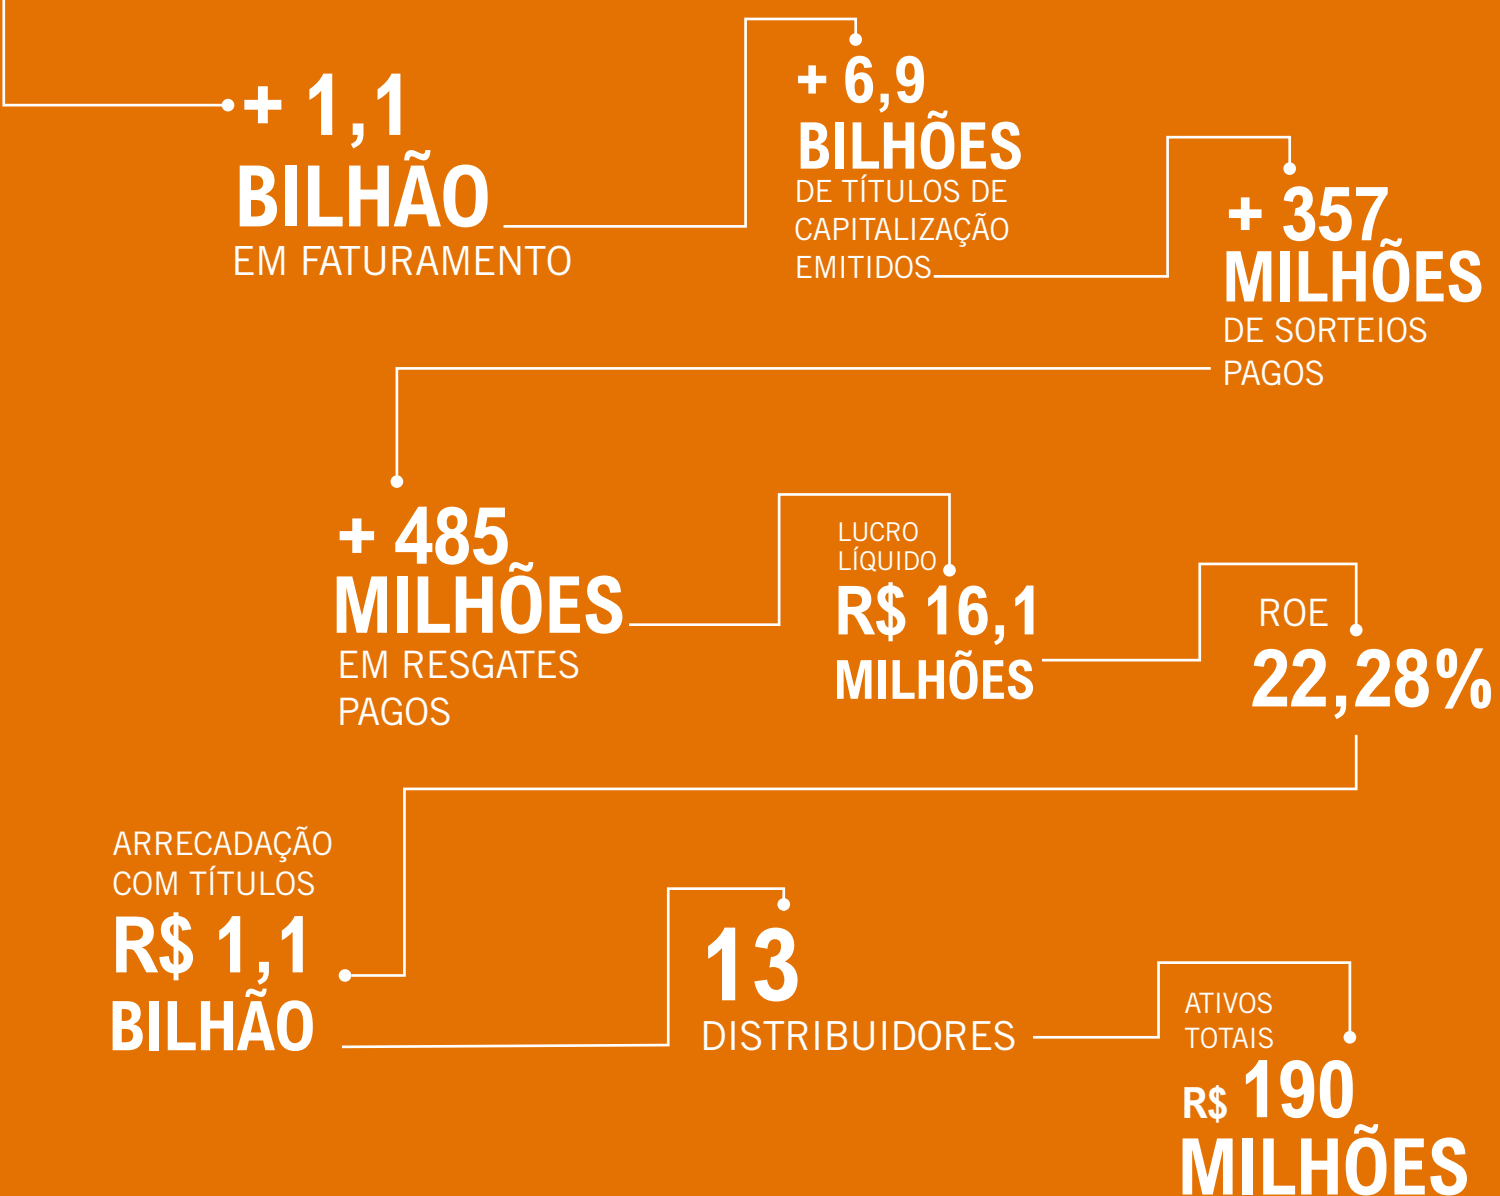 + 1,1
BILHÃO
EM FATURAMENTO
+ 6,9
BILHÕES
DE TÍTULOS DE
CAPITALIZAÇÃO
EMITIDOS
+ 357
MILHÕES
DE SORTEIOS
PAGOS
+ 485
MILHÕES
EM RESGATES
PAGOS
LUCRO
LÍQUIDO
R$ 16,1
MILHÕES
ROE
22,28%
ARRECADAÇÃO
COM TÍTULOS
R$ 1,1
BILHÃO
13
DISTRIBUIDORES
ATIVOS
TOTAIS
R$ 190
MILHÕES